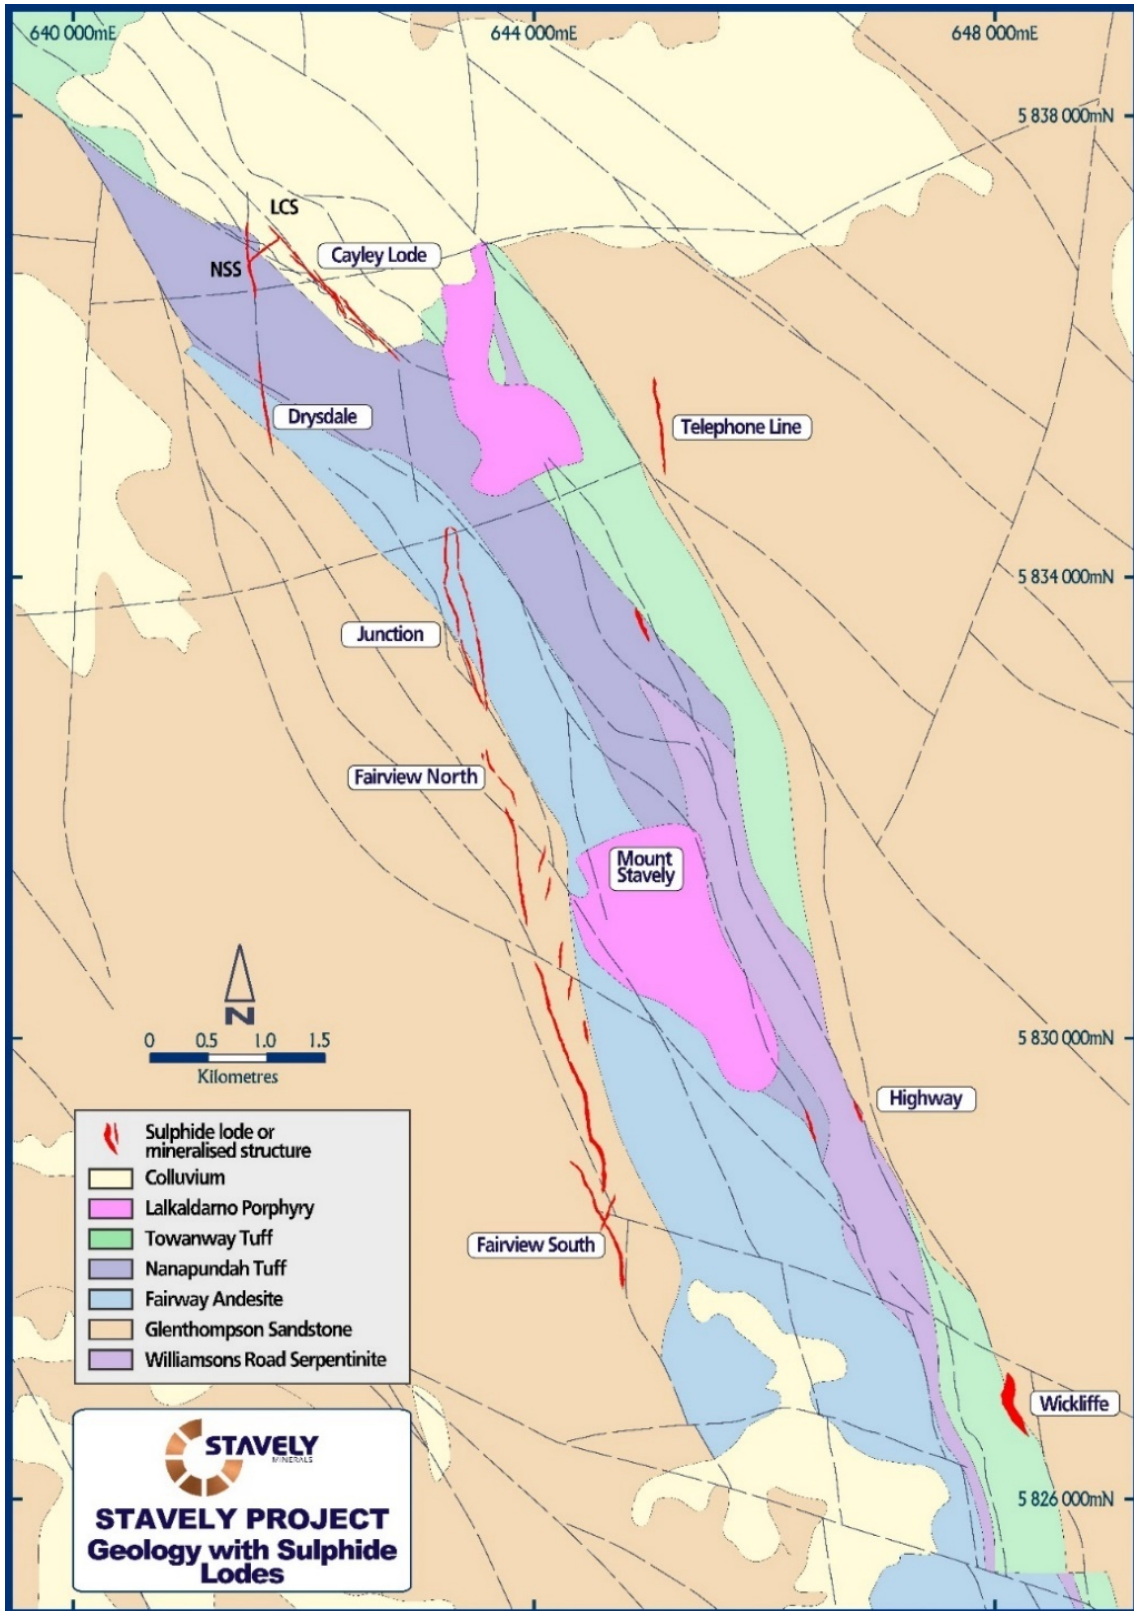 640 000mE
644 000mE
648 000mE
5 838 000mN
LCS
Cayley Lode
NSS
Drysdale
Telephone Line
5 834 000mN
Junction
Fairview North
Mount
Stavely
N
0 0.5 1.0 1.5
Kilometres
5 830 000mN
Highway
Sulphide lode or
mineralised structure
Colluvium
Lalkaldarno Porphyry
Towanway Tuff
Nanapundah Tuff
Fairway Andesite
Glenthompson Sandstone
Williamsons Road Serpentinite
Fairview South
Wickliffe
5 826 000mN
STAVELY
MINERALS
STAVELY PROJECT
Geology with Sulphide
Lodes